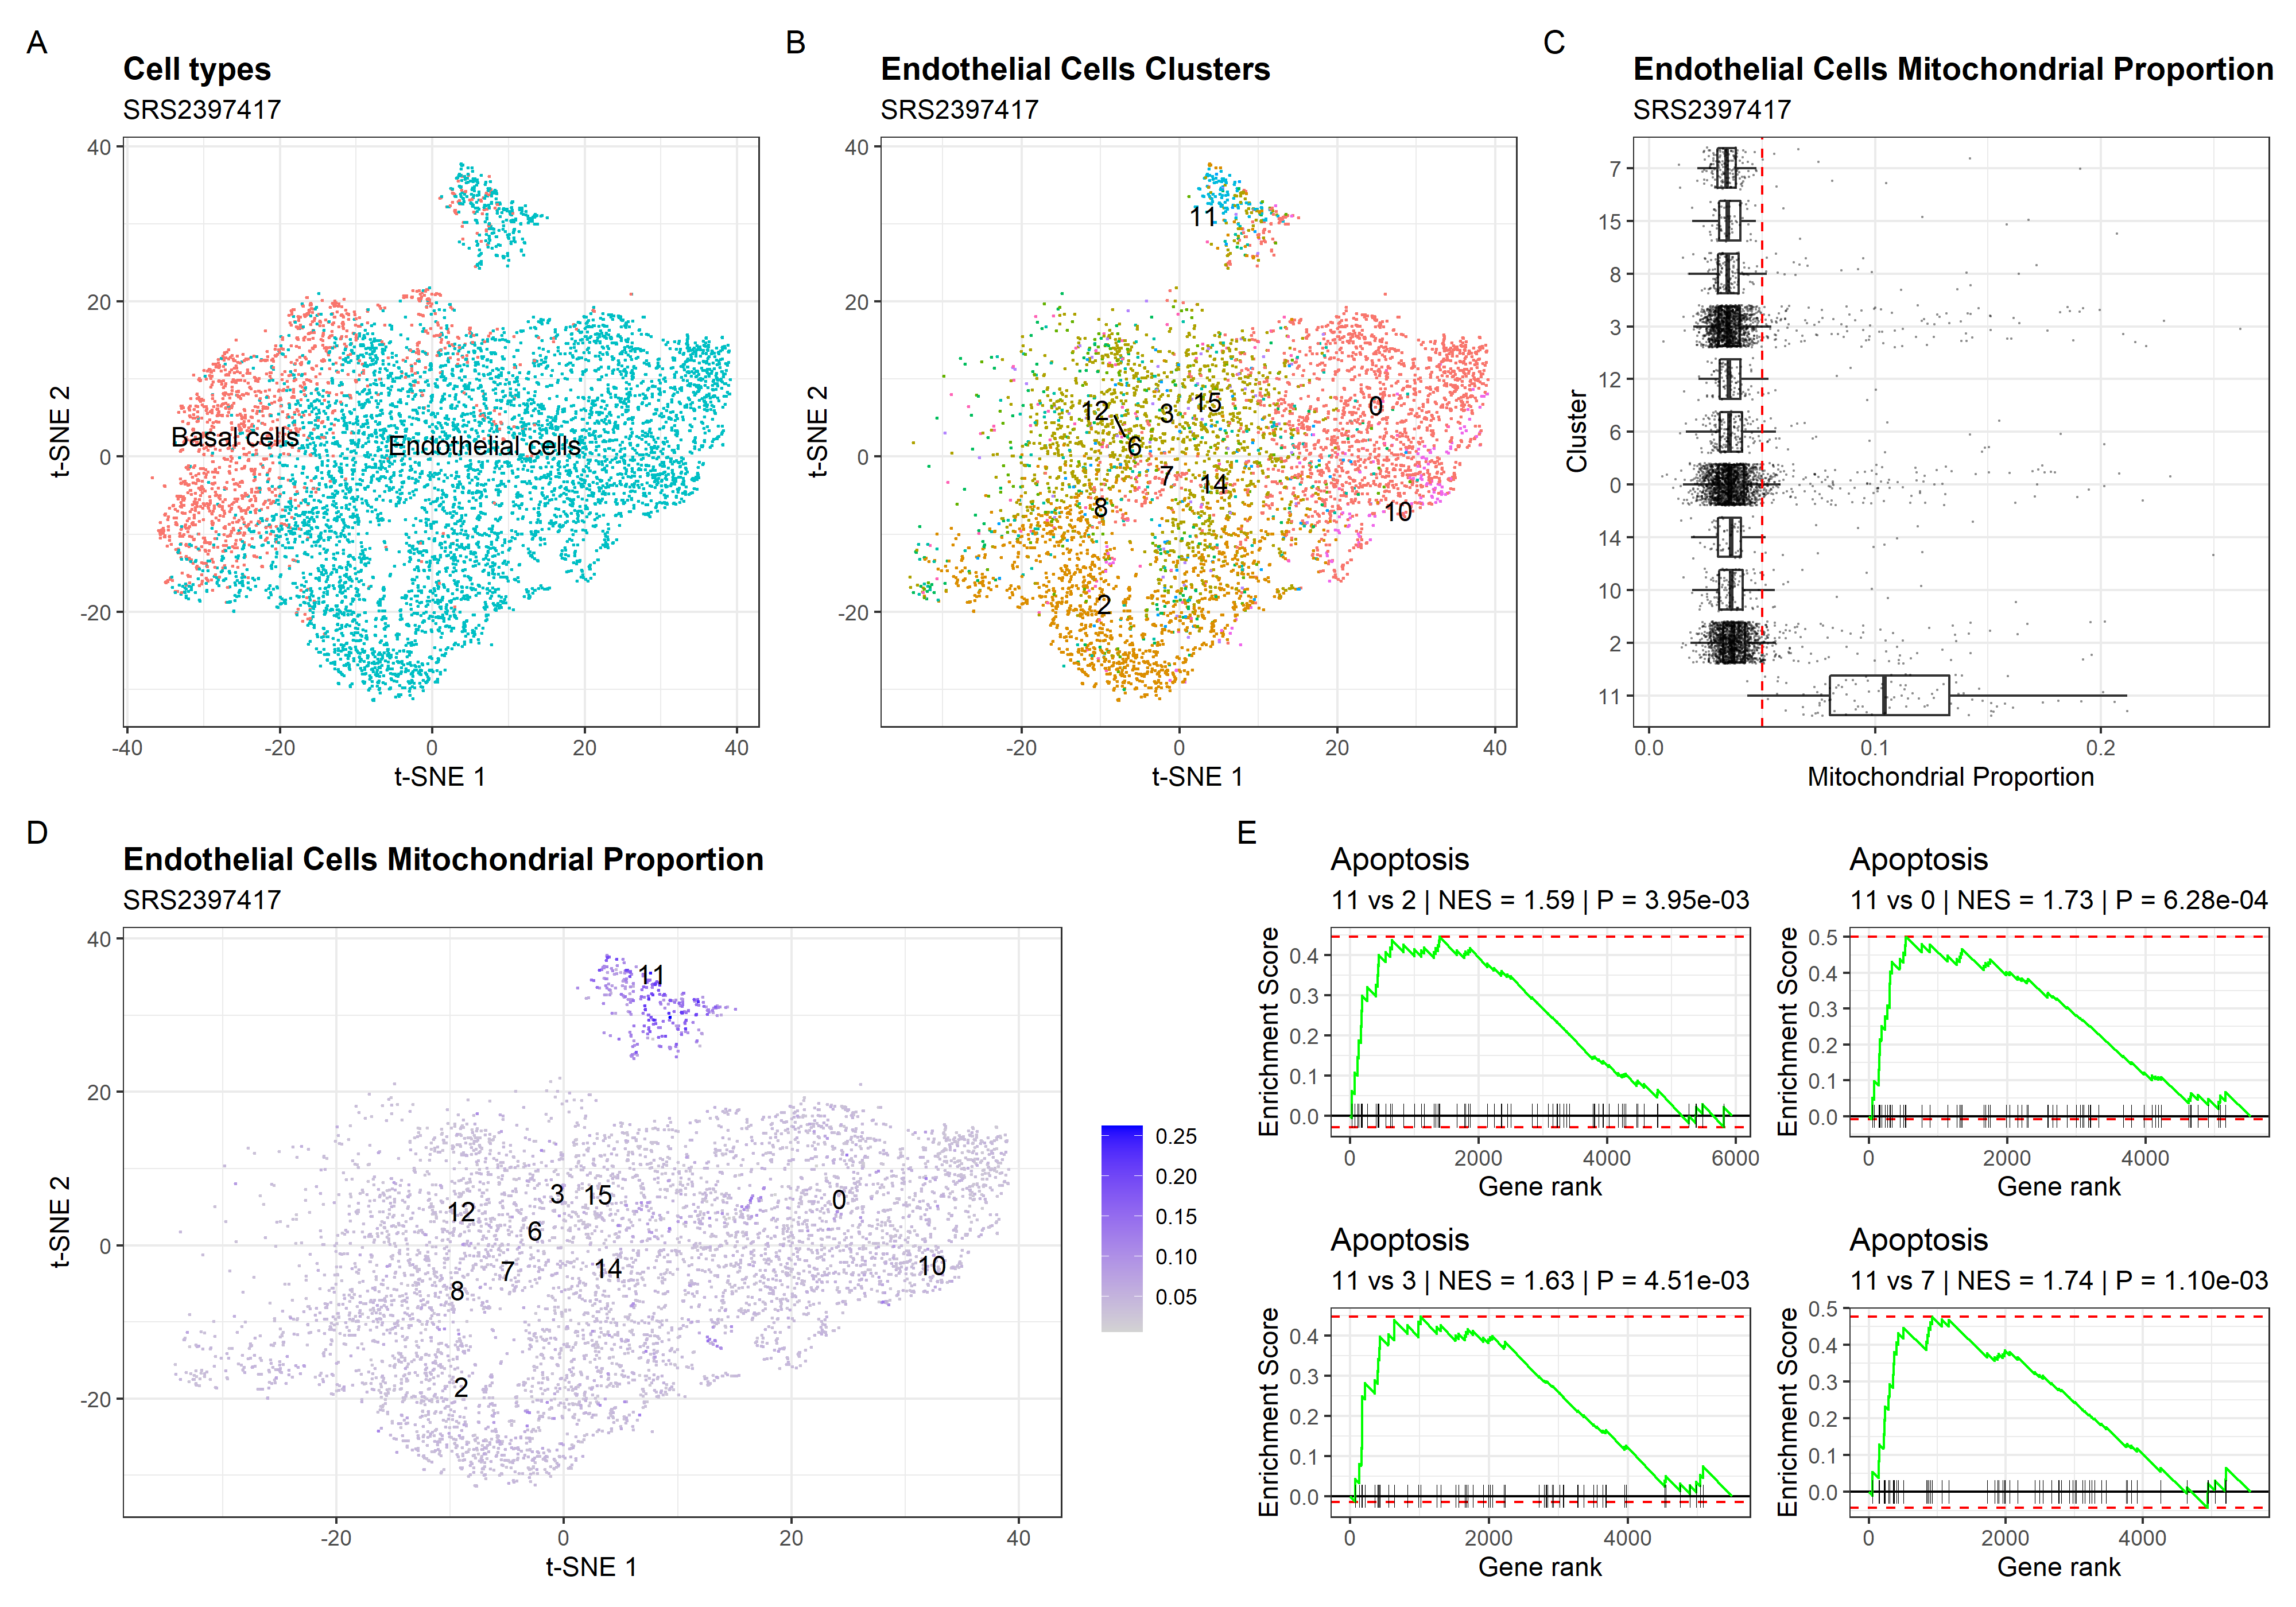 A
Cell types
SRS2397417
40
20
0
-20
-40
-20
0
20
40
t-SNE 2
t-SNE 1
Basal cells
Endothelial cells
B
Endothelial Cells Clusters
SRS2397417
40
20
0
-20
-20
0
20
40
t-SNE 2
t-SNE 1
11
12
3
15
0
6
7
14
8
10
2
C
Endothelial Cells Mitochondrial Proportion
SRS2397417
Cluster
7
15
8
3
12
6
0
14
10
2
11
0.0
0.1
0.2
Mitochondrial Proportion
D
Endothelial Cells Mitochondrial Proportion
SRS2397417
40
20
0
-20
-20
0
20
40
t-SNE 2
t-SNE 1
11
3
15
0
12
6
7
14
10
8
2
0.25
0.20
0.15
0.10
0.05
E
Apoptosis
11 vs 2 | NES = 1.59 | P = 3.95e-03
Enrichment Score
0.4
0.3
0.2
0.1
0.0
0
2000
4000
6000
Gene rank
Apoptosis
11 vs 0 | NES = 1.73 | P = 6.28e-04
Enrichment Score
0.5
0.4
0.3
0.2
0.1
0.0
0
2000
4000
Gene rank
Apoptosis
11 vs 3 | NES = 1.63 | P = 4.51e-03
Enrichment Score
0.4
0.3
0.2
0.1
0.0
0
2000
4000
Gene rank
Apoptosis
11 vs 7 | NES = 1.74 | P = 1.10e-03
Enrichment Score
0.5
0.4
0.3
0.2
0.1
0.0
0
2000
4000
Gene rank